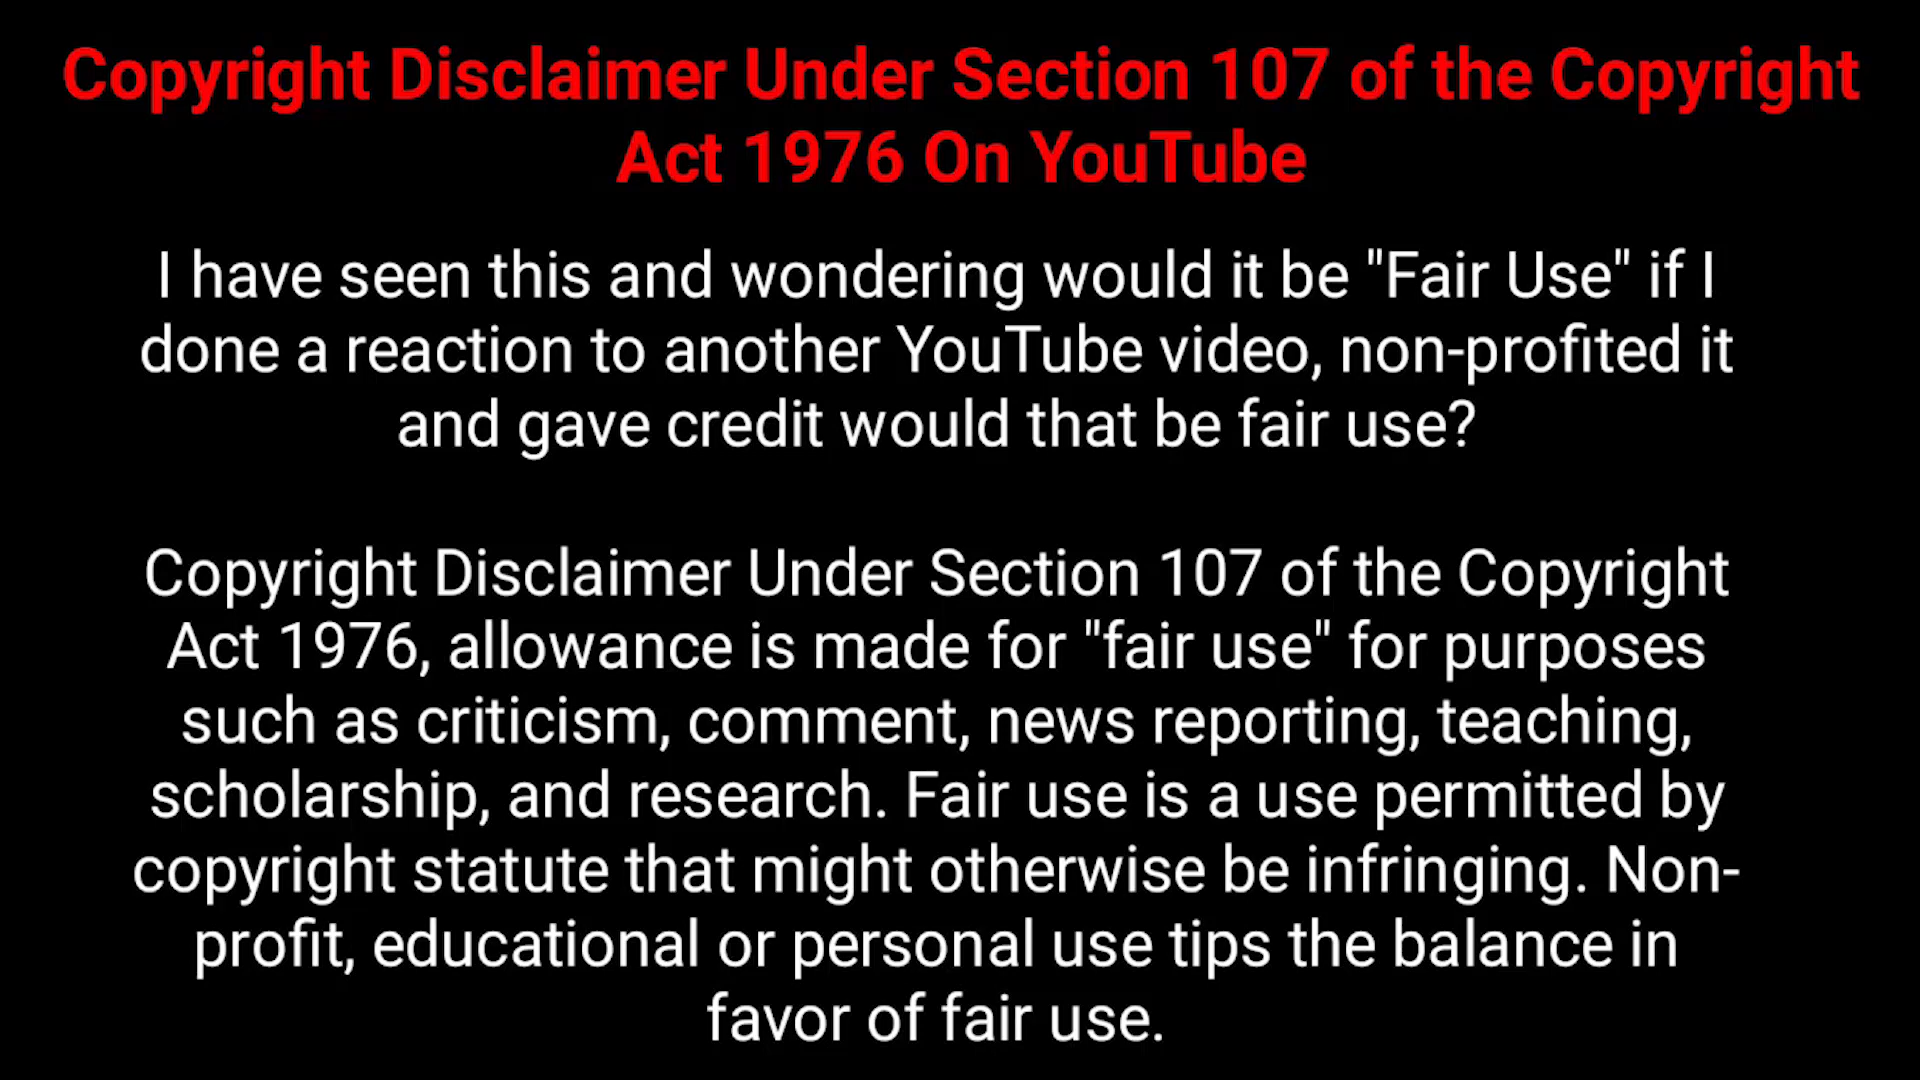 Copyright Disclaimer Under Section 107 of the Copyright
Act 1976 On YouTube
I have seen this and wondering would it be "Fair Use" if I
done a reaction to another YouTube video, non-profited it
and gave credit would that be fair use?
Copyright Disclaimer Under Section 107 of the Copyright
Act 1976, allowance is made for "fair use" for purposes
such as criticism, comment, news reporting, teaching,
scholarship, and research. Fair use is a use permitted by
copyright statute that might otherwise be infringing. Non-
profit, educational or personal use tips the balance in
favor of fair use.